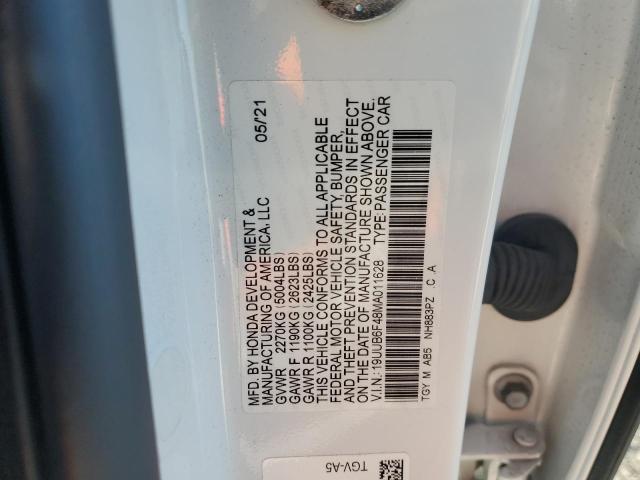 MFD. BY HONDA DEVELOPMENT &
MANUFACTURING OF AMERICA, LLC 05/'21
GVWR 2270KG (5004LBS)
GAWR F 1190KG (2623LBS)
GAWR R 1100KG (2425LBS)
THIS VEHICLE CONFORMS TO ALL APPLICABLE
FEDERAL MOTOR VEHICLE SAFETY, BUMPER,
AND THEFT PREVENTION STANDARDS IN EFFECT
ON THE DATE OF MANUFACTURE SHOWN ABOVE.
V.I.N.: 19UUB6F48MA011628 TYPE: PASSENGER CAR
TGY M AB5 NH883PZ .C .A
TGV-A5